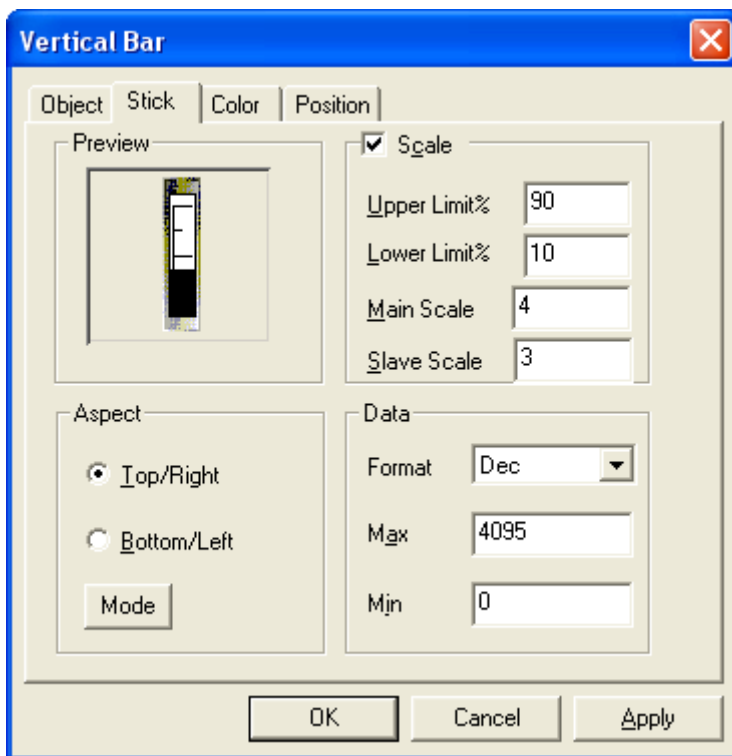 Vertical Bar
Object Stick Color Position
Preview
Scale
Upper Limit% 90
Lower Limit% 10
Main Scale 4
Slave Scale 3
Aspect
Top/Right
Bottom/Left
Mode
Data
Format Dec
Max 4095
Min 0
OK Cancel Apply